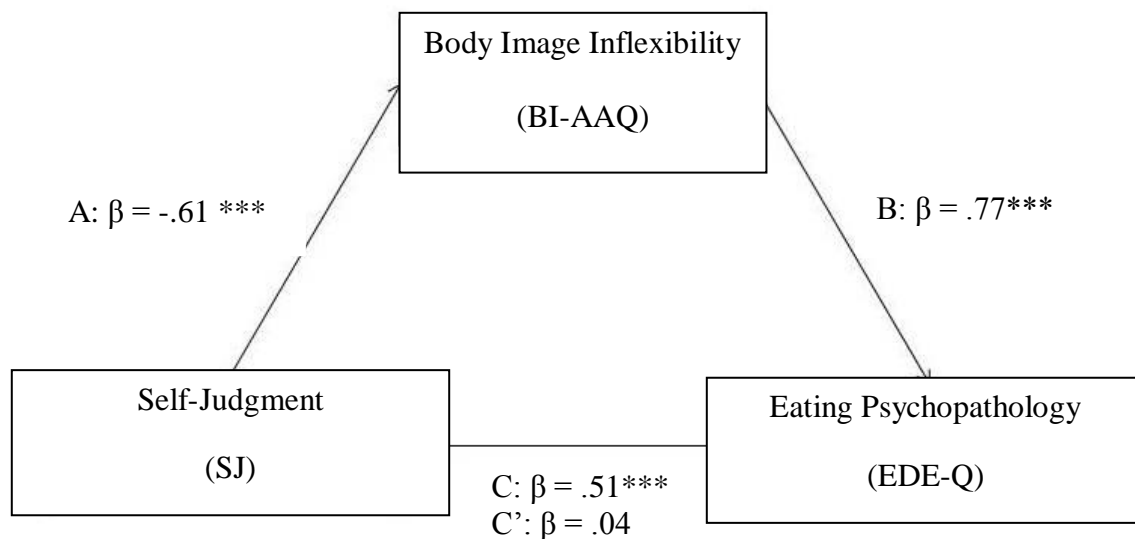 Body Image Inflexibility
(BI-AAQ)
A: β = -.61 ***
B: β = .77***
Self-Judgment
(SJ)
Eating Psychopathology
(EDE-Q)
C: β = .51***
C’: β = .04